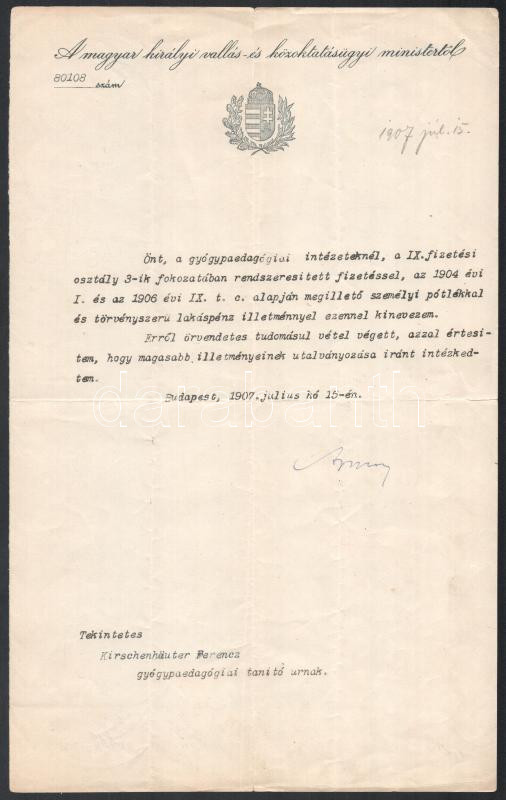 A magyar királyi vallás- és közoktatásügyi ministertől
80108 szám
1907 júl. 15.
Önt, a gyógypaedagógiai intézeteknél, a IX.fizetési
osztály 3-ik fokozatában rendszeresitett fizetéssel, az 1904 évi
I. és az 1906 évi IX. t. c. alapján megillető személyi pótlékkal
és törvényszerü lakáspénz illetménnyel ezennel kinevezem.
Erről örvendetes tudomásul vétel végett, azzal értesi-
tem, hogy magasabb illetményeinek utalványozása iránt intézked-
tem.
Budapest, 1907.julius hó 15-én.
darabanth
Tekintetes
Kirschenhäuter Ferencz
gyógypaedagógiai tanitó urnak.